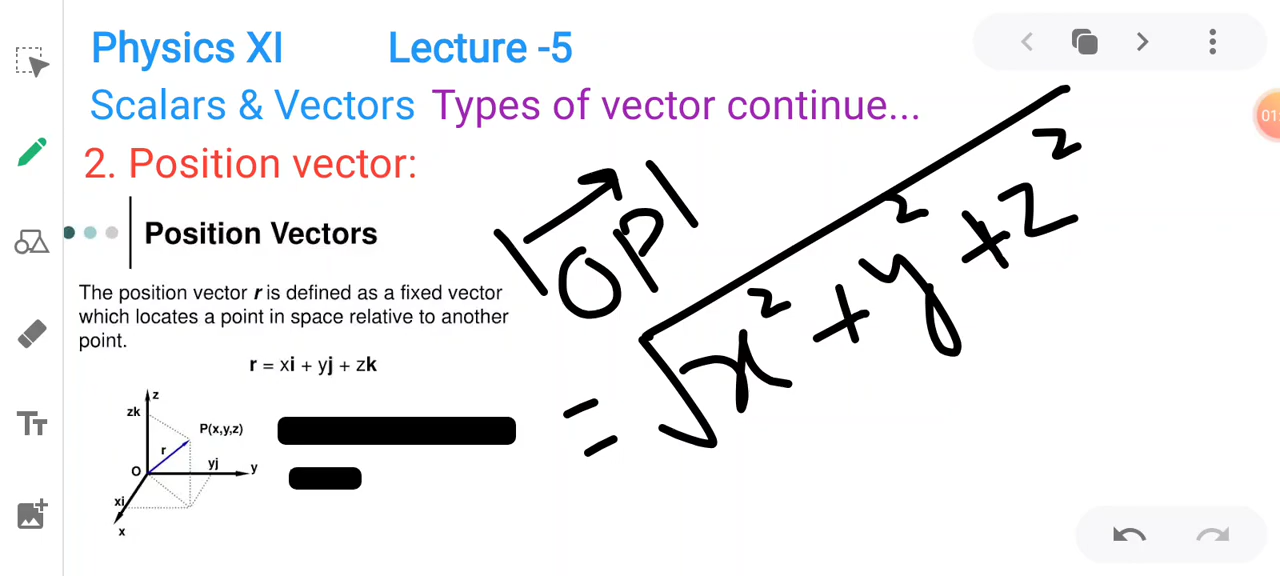 Physics XI Lecture -5
Scalars & Vectors Types of vector continue...
2. Position vector:
Position Vectors
The position vector r is defined as a fixed vector
which locates a point in space relative to another
point.
r = xi + yj + zk
z
zk
P(x,y,z)
r
O
yj
y
xi
x
|OP|
= √x² + y² + z²
Tт
01: